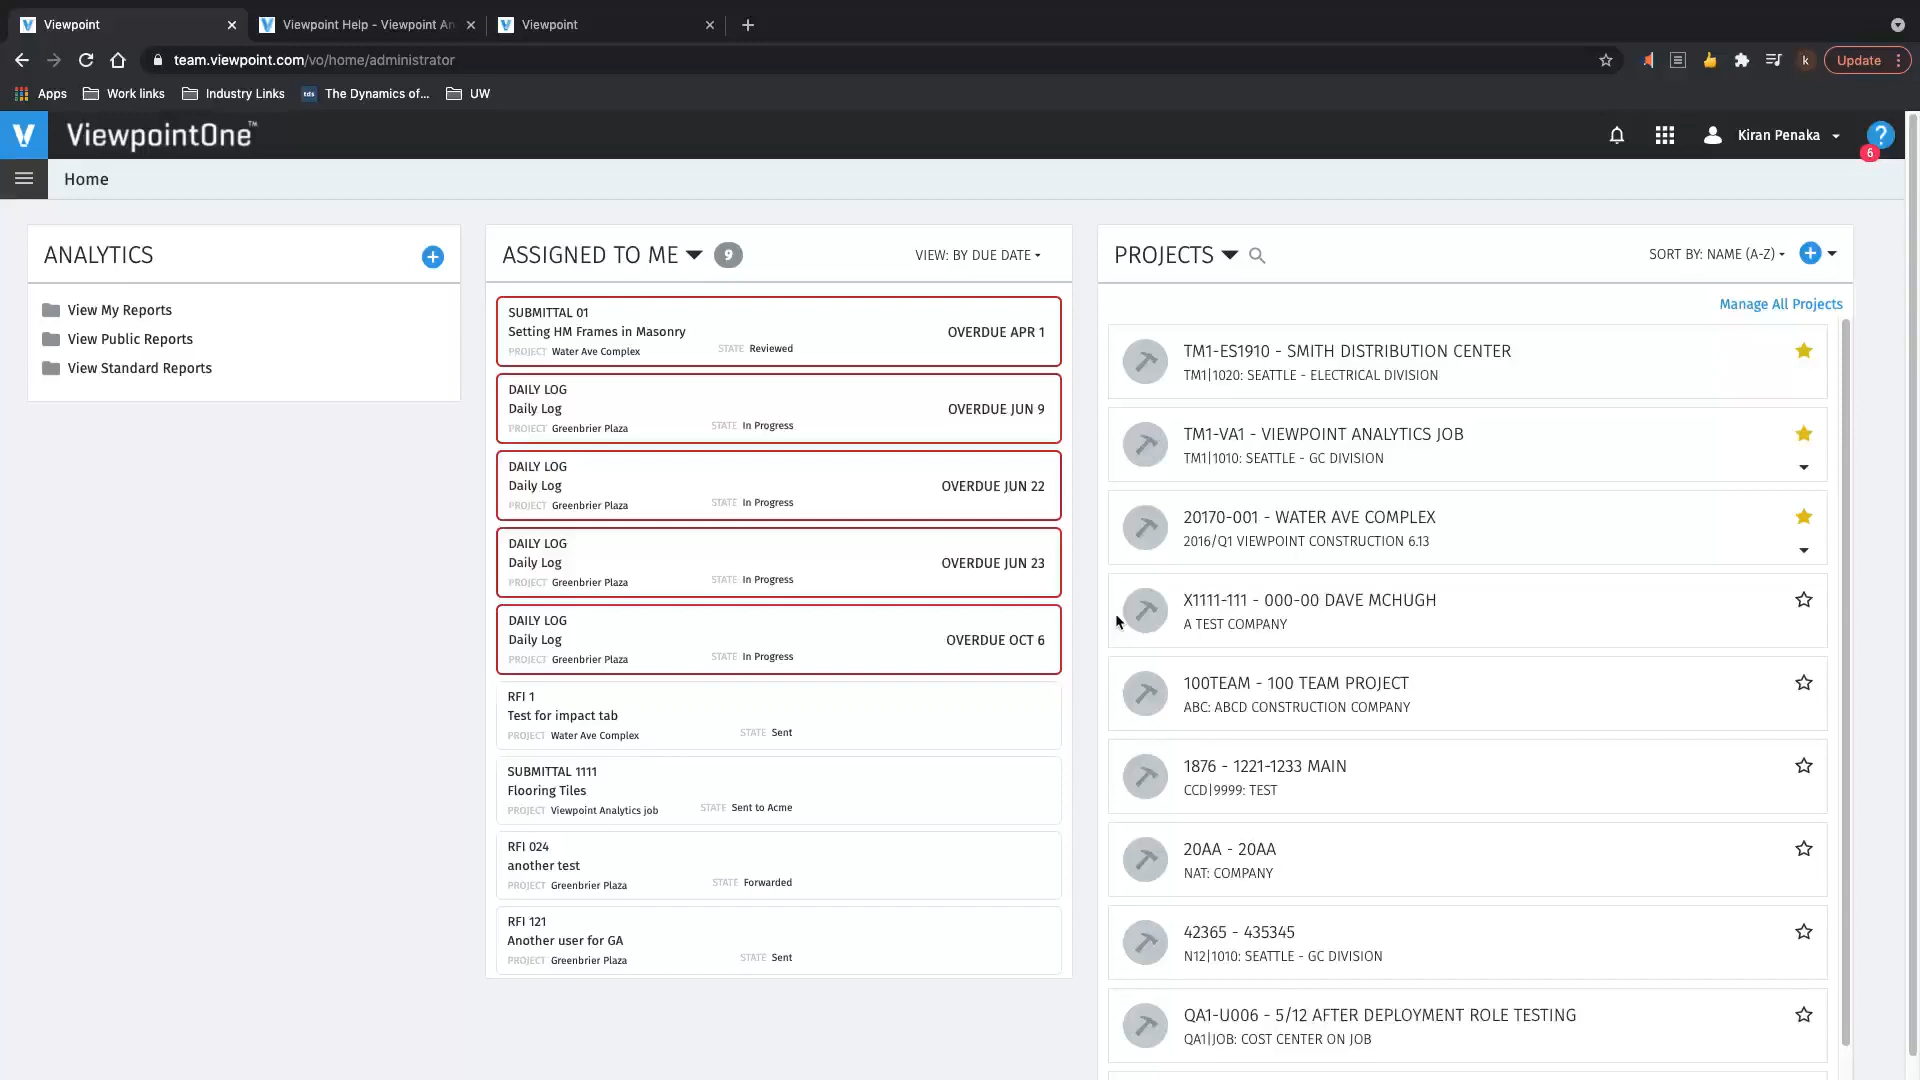 Viewpoint
Viewpoint Help - Viewpoint An
Viewpoint
team.viewpoint.com/vo/home/administrator
k
Update
Apps
Work links
Industry Links
tds
The Dynamics of...
UW
V
ViewpointOne™
Kiran Penaka
?
6
Home
ANALYTICS
View My Reports
View Public Reports
View Standard Reports
ASSIGNED TO ME
9
VIEW: BY DUE DATE
SUBMITTAL 01
Setting HM Frames in Masonry
OVERDUE APR 1
PROJECT Water Ave Complex
STATE Reviewed
DAILY LOG
Daily Log
OVERDUE JUN 9
PROJECT Greenbrier Plaza
STATE In Progress
DAILY LOG
Daily Log
OVERDUE JUN 22
PROJECT Greenbrier Plaza
STATE In Progress
DAILY LOG
Daily Log
OVERDUE JUN 23
PROJECT Greenbrier Plaza
STATE In Progress
DAILY LOG
Daily Log
OVERDUE OCT 6
PROJECT Greenbrier Plaza
STATE In Progress
RFI 1
Test for impact tab
PROJECT Water Ave Complex
STATE Sent
SUBMITTAL 1111
Flooring Tiles
PROJECT Viewpoint Analytics job
STATE Sent to Acme
RFI 024
another test
PROJECT Greenbrier Plaza
STATE Forwarded
RFI 121
Another user for GA
PROJECT Greenbrier Plaza
STATE Sent
PROJECTS
SORT BY: NAME (A-Z)
Manage All Projects
TM1-ES1910 - SMITH DISTRIBUTION CENTER
TM1|1020: SEATTLE - ELECTRICAL DIVISION
TM1-VA1 - VIEWPOINT ANALYTICS JOB
TM1|1010: SEATTLE - GC DIVISION
20170-001 - WATER AVE COMPLEX
2016/Q1 VIEWPOINT CONSTRUCTION 6.13
X1111-111 - 000-00 DAVE MCHUGH
A TEST COMPANY
100TEAM - 100 TEAM PROJECT
ABC: ABCD CONSTRUCTION COMPANY
1876 - 1221-1233 MAIN
CCD|9999: TEST
20AA - 20AA
NAT: COMPANY
42365 - 435345
N12|1010: SEATTLE - GC DIVISION
QA1-U006 - 5/12 AFTER DEPLOYMENT ROLE TESTING
QA1|JOB: COST CENTER ON JOB